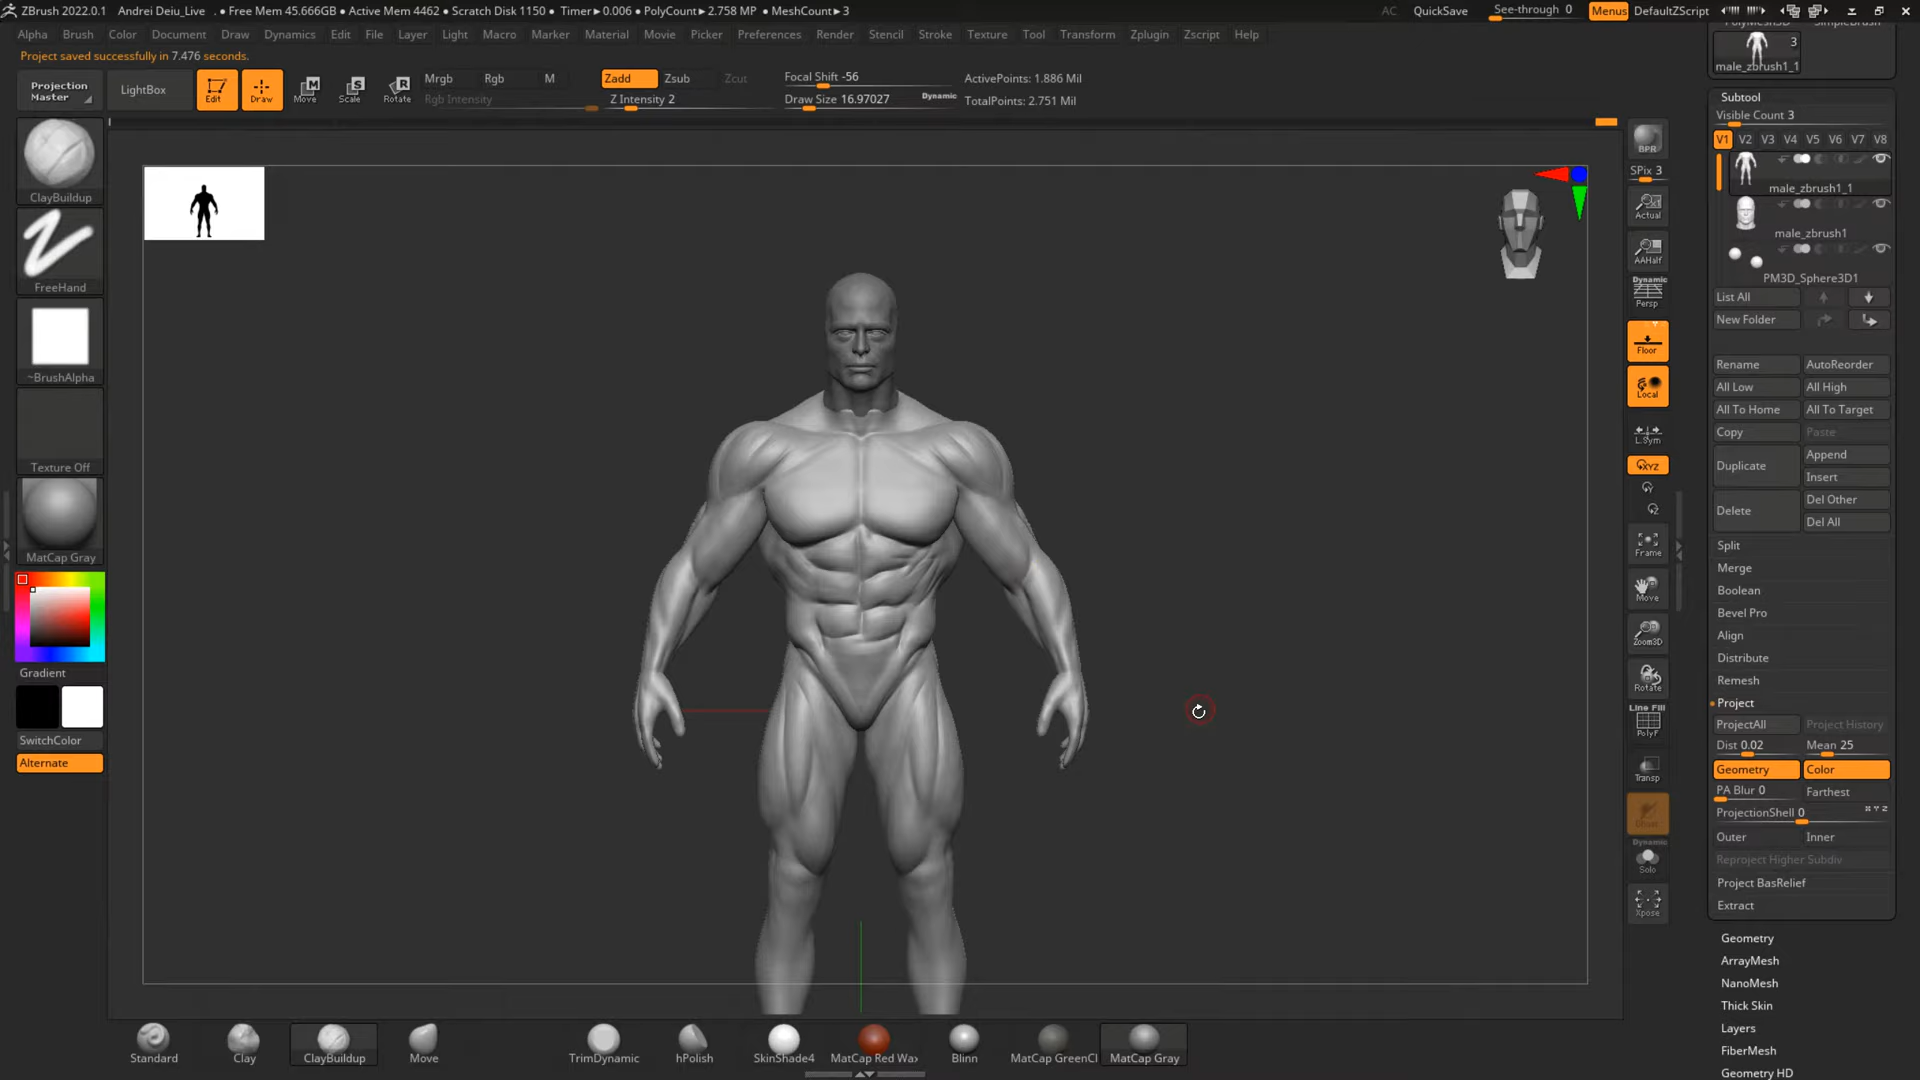 ZBrush 2022.0.1 Andrei Deiu_Live • Free Mem 45.666GB • Active Mem 4462 • Scratch Disk 1150 • Timer▸0.006 • PolyCount▸2.758 MP • MeshCount▸3 AC QuickSave See-through 0 Menus DefaultZScript
Alpha Brush Color Document Draw Dynamics Edit File Layer Light Macro Marker Material Movie Picker Preferences Render Stencil Stroke Texture Tool Transform Zplugin Zscript Help
Project saved successfully in 7.476 seconds.
Projection Master
LightBox
Edit
Draw
Move
Scale
Rotate
Mrgb Rgb M
Rgb Intensity
Zadd Zsub Zcut
Z Intensity 2
Focal Shift -56
Draw Size 16.97027 Dynamic
ActivePoints: 1.886 Mil
TotalPoints: 2.751 Mil
ClayBuildup
FreeHand
~BrushAlpha
Texture Off
MatCap Gray
Gradient
SwitchColor
Alternate
BPR
SPix 3
Actual
AAHalf
Dynamic
Persp
Floor
Local
L.Sym
XYZ
Y
Z
Frame
Move
Zoom3D
Rotate
Line Fill
PolyF
Transp
Dynamic
Solo
Xpose
3
male_zbrush1_1
Subtool
Visible Count 3
V1 V2 V3 V4 V5 V6 V7 V8
male_zbrush1_1
male_zbrush1
PM3D_Sphere3D1
List All
New Folder
Rename AutoReorder
All Low All High
All To Home All To Target
Copy Paste
Duplicate Append
Insert
Delete Del Other
Del All
Split
Merge
Boolean
Bevel Pro
Align
Distribute
Remesh
Project
ProjectAll Project History
Dist 0.02 Mean 25
Geometry Color
PA Blur 0 Farthest
ProjectionShell 0 X Y Z
Outer Inner
Reproject Higher Subdiv
Project BasRelief
Extract
Geometry
ArrayMesh
NanoMesh
Thick Skin
Layers
FiberMesh
Geometry HD
Standard Clay ClayBuildup Move TrimDynamic hPolish SkinShade4 MatCap Red Wax Blinn MatCap GreenCl MatCap Gray